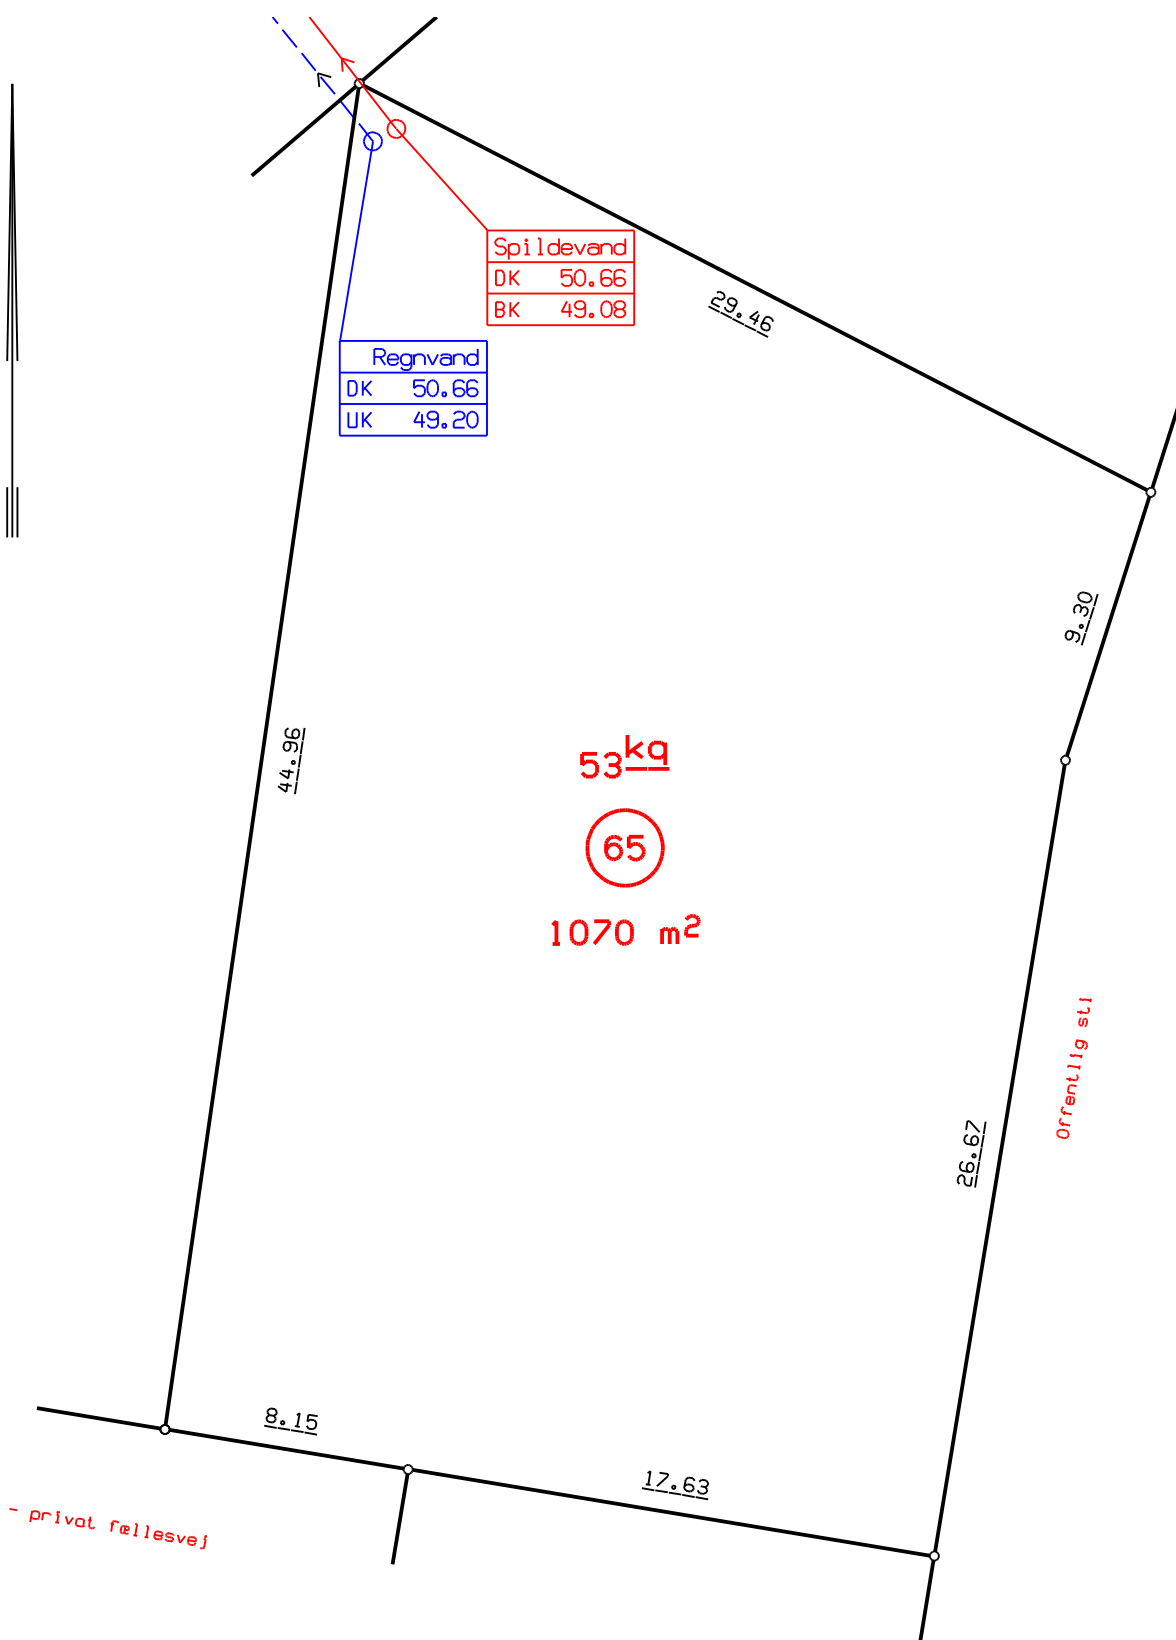 Spildevand
DK 50.66
BK 49.08
29.46
Regnvand
DK 50.66
UK 49.20
9.30
44.96
53kq
65
1070 m²
Offentlig sti
26.67
8.15
17.63
- privat fællesvej